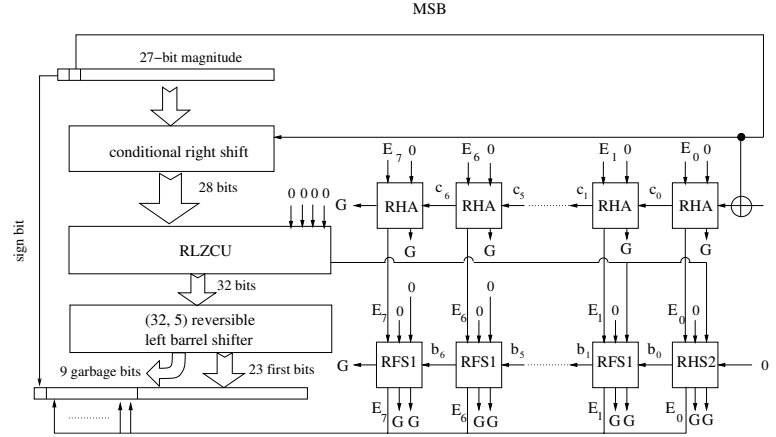 MSB
27-bit magnitude
conditional right shift
E7 0 E6 0 E1 0 E0 0
28 bits
0 0 0 0
G RHA c6 RHA c5 c1 RHA c0 RHA
G G G G
sign bit
RLZCU
32 bits
(32, 5) reversible
left barrel shifter
E7 0 0 E6 0 0 E1 0 E0
9 garbage bits
23 first bits
G RFS1 b6 RFS1 b5 b1 RFS1 b0 RHS2 0
E7 G G E6 G G E1 G G E0 G G